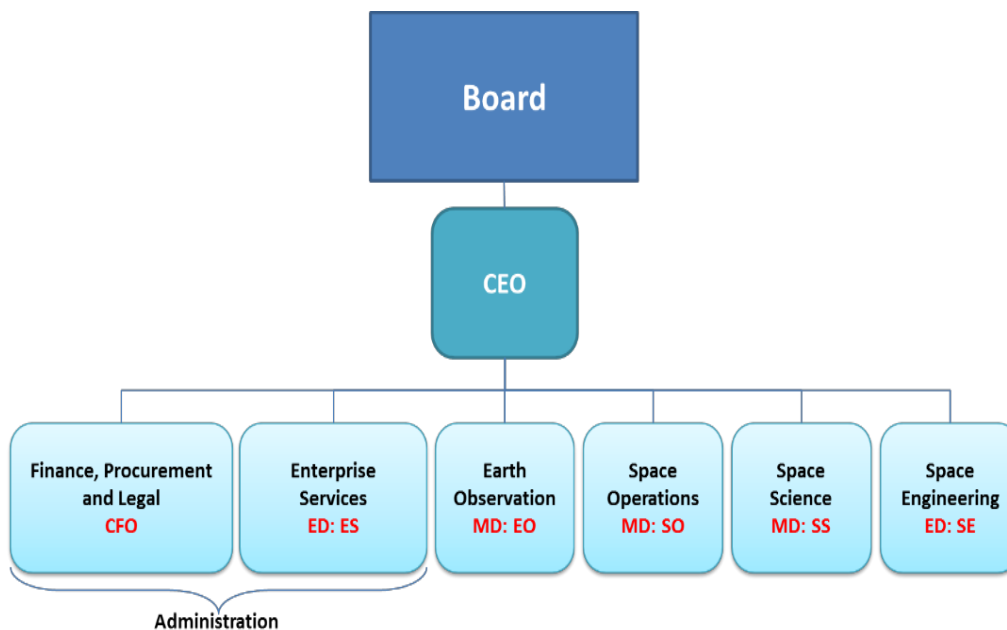 Board
CEO
Finance, Procurement
and Legal
CFO
Enterprise
Services
ED: ES
Earth
Observation
MD: EO
Space
Operations
MD: SO
Space
Science
MD: SS
Space
Engineering
ED: SE
Administration